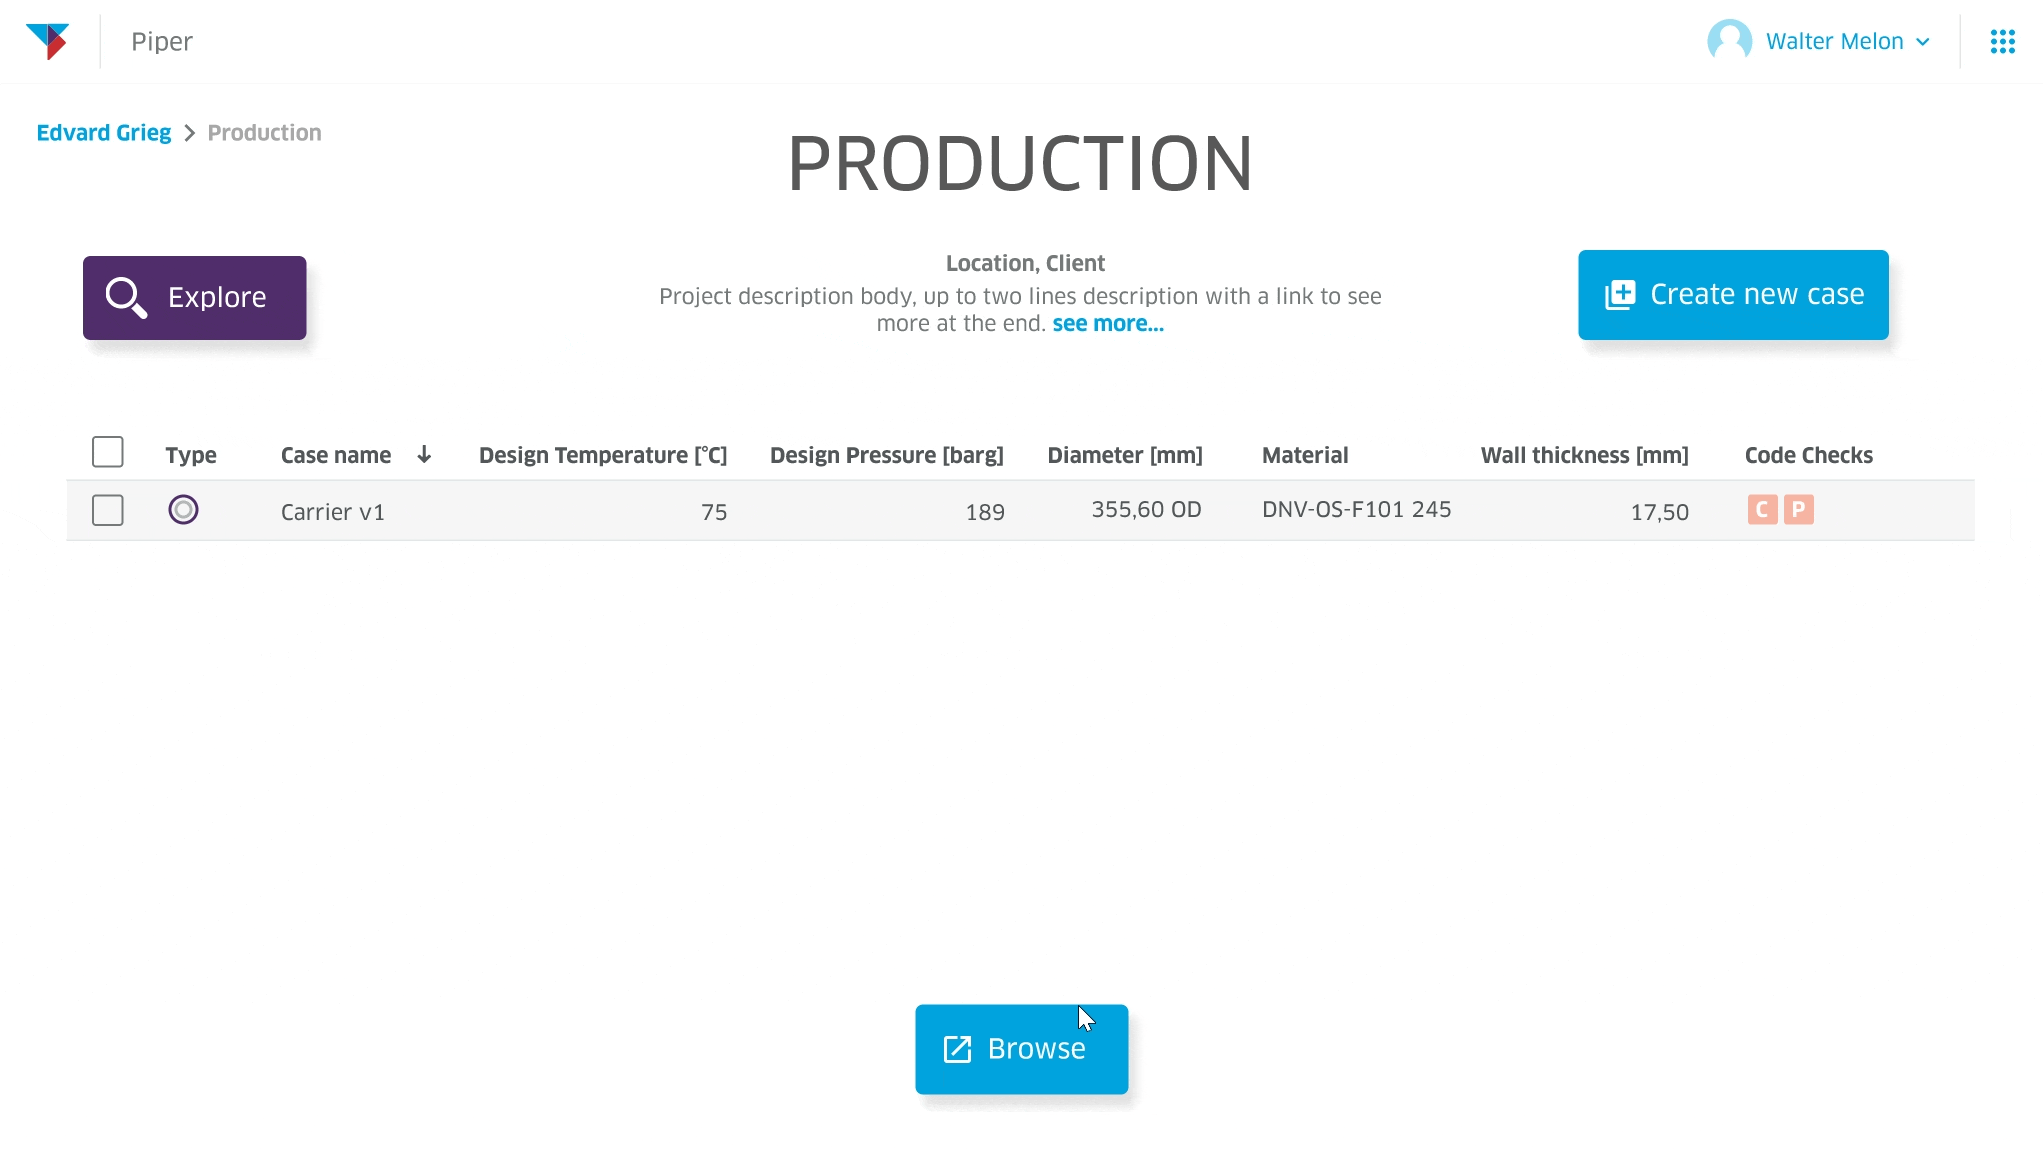 Piper
Walter Melon
Edvard Grieg > Production
PRODUCTION
Explore
Location, Client
Project description body, up to two lines description with a link to see
more at the end. see more...
Create new case
Type Case name ↓ Design Temperature [°C] Design Pressure [barg] Diameter [mm] Material Wall thickness [mm] Code Checks
Carrier v1 75 189 355,60 OD DNV-OS-F101 245 17,50 C P
Browse